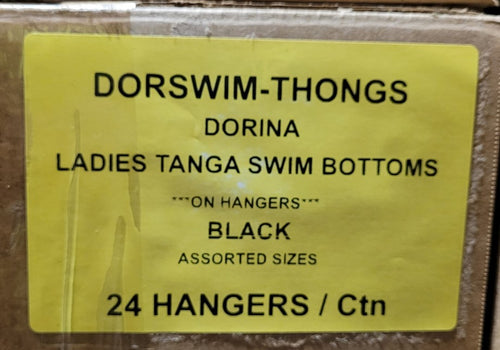 DORSWIM-THONGS
DORINA
LADIES TANGA SWIM BOTTOMS
***ON HANGERS***
BLACK
ASSORTED SIZES
24 HANGERS / Ctn